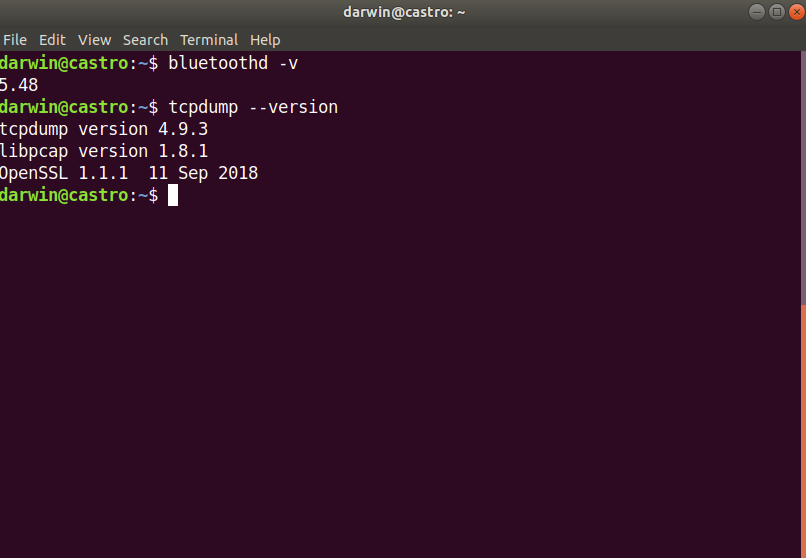 darwin@castro: ~
File Edit View Search Terminal Help
darwin@castro:~$ bluetoothd -v
5.48
darwin@castro:~$ tcpdump --version
tcpdump version 4.9.3
libpcap version 1.8.1
OpenSSL 1.1.1  11 Sep 2018
darwin@castro:~$